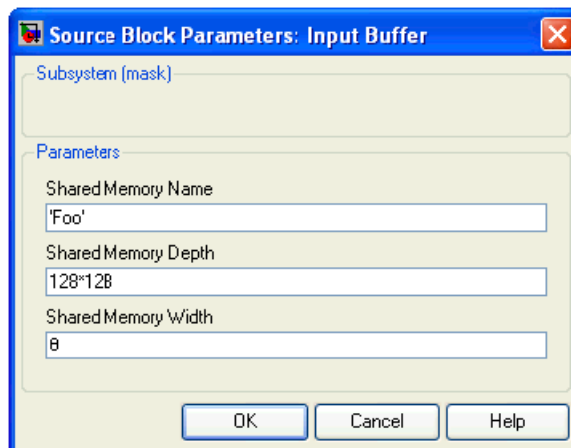 Source Block Parameters: Input Buffer
Subsystem (mask)
Parameters
Shared Memory Name
'Foo'
Shared Memory Depth
128*128
Shared Memory Width
8
OK Cancel Help